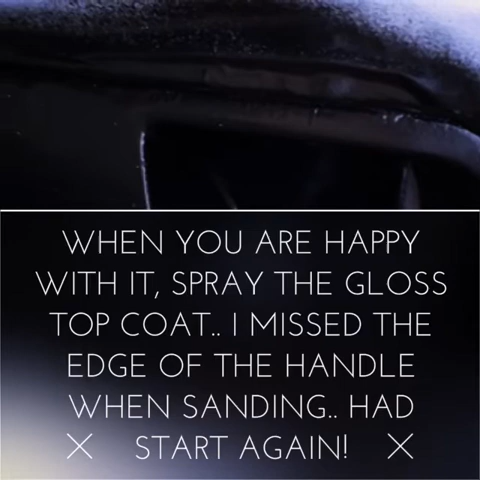 WHEN YOU ARE HAPPY
WITH IT, SPRAY THE GLOSS
TOP COAT.. I MISSED THE
EDGE OF THE HANDLE
WHEN SANDING.. HAD
START AGAIN!